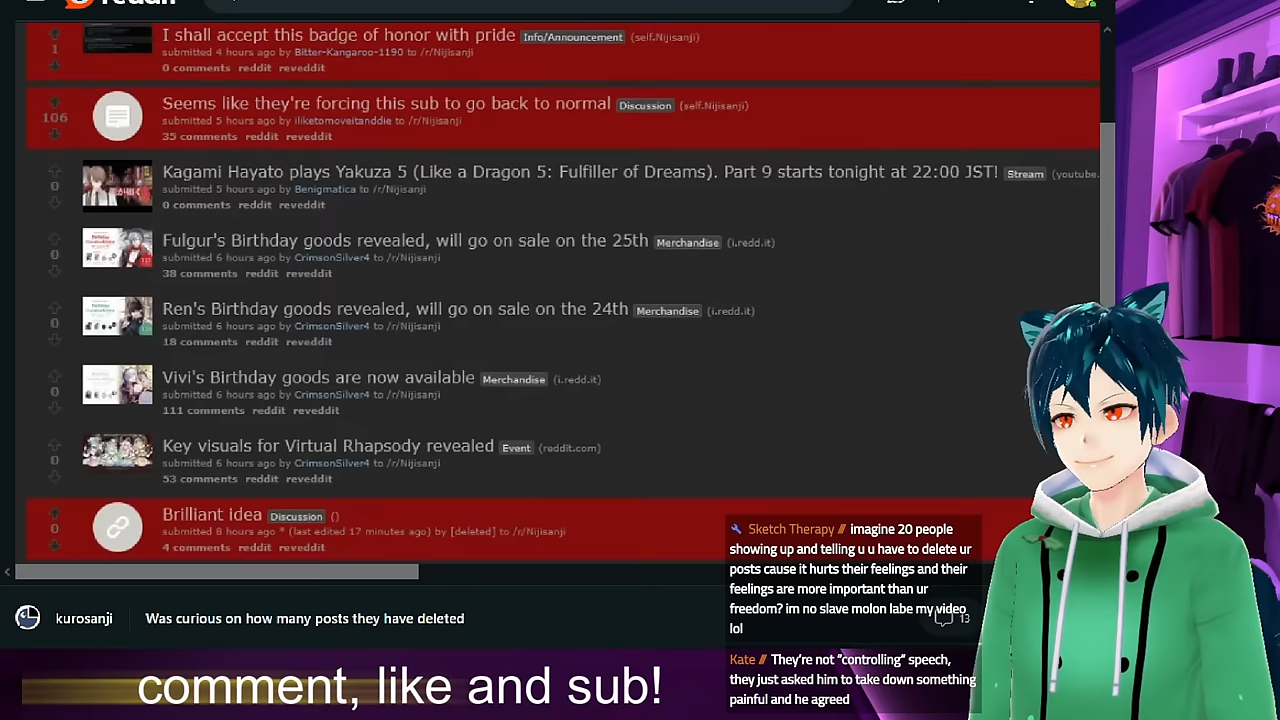 reddit
I shall accept this badge of honor with pride Info/Announcement (self.Nijisanji)
1
submitted 4 hours ago by Bitter-Kangaroo-1190 to /r/Nijisanji
0 comments reddit reveddit
Seems like they're forcing this sub to go back to normal Discussion (self.Nijisanji)
106
submitted 5 hours ago by iliketomoveitanddie to /r/Nijisanji
35 comments reddit reveddit
Kagami Hayato plays Yakuza 5 (Like a Dragon 5: Fulfiller of Dreams). Part 9 starts tonight at 22:00 JST! Stream (youtube.
0
submitted 5 hours ago by Benigmatica to /r/Nijisanji
0 comments reddit reveddit
Fulgur's Birthday goods revealed, will go on sale on the 25th Merchandise (i.redd.it)
0
submitted 6 hours ago by CrimsonSilver4 to /r/Nijisanji
38 comments reddit reveddit
Ren's Birthday goods revealed, will go on sale on the 24th Merchandise (i.redd.it)
0
submitted 6 hours ago by CrimsonSilver4 to /r/Nijisanji
18 comments reddit reveddit
Vivi's Birthday goods are now available Merchandise (i.redd.it)
0
submitted 6 hours ago by CrimsonSilver4 to /r/Nijisanji
111 comments reddit reveddit
Key visuals for Virtual Rhapsody revealed Event (reddit.com)
0
submitted 6 hours ago by CrimsonSilver4 to /r/Nijisanji
53 comments reddit reveddit
Brilliant idea Discussion ()
0
submitted 8 hours ago * (last edited 17 minutes ago) by [deleted] to /r/Nijisanji
4 comments reddit reveddit
kurosanji Was curious on how many posts they have deleted
13
Sketch Therapy // imagine 20 people
showing up and telling u u have to delete ur
posts cause it hurts their feelings and their
feelings are more important than ur
freedom? im no slave molon labe my video
lol
Kate // They're not "controlling" speech,
they just asked him to take down something
painful and he agreed
comment, like and sub!